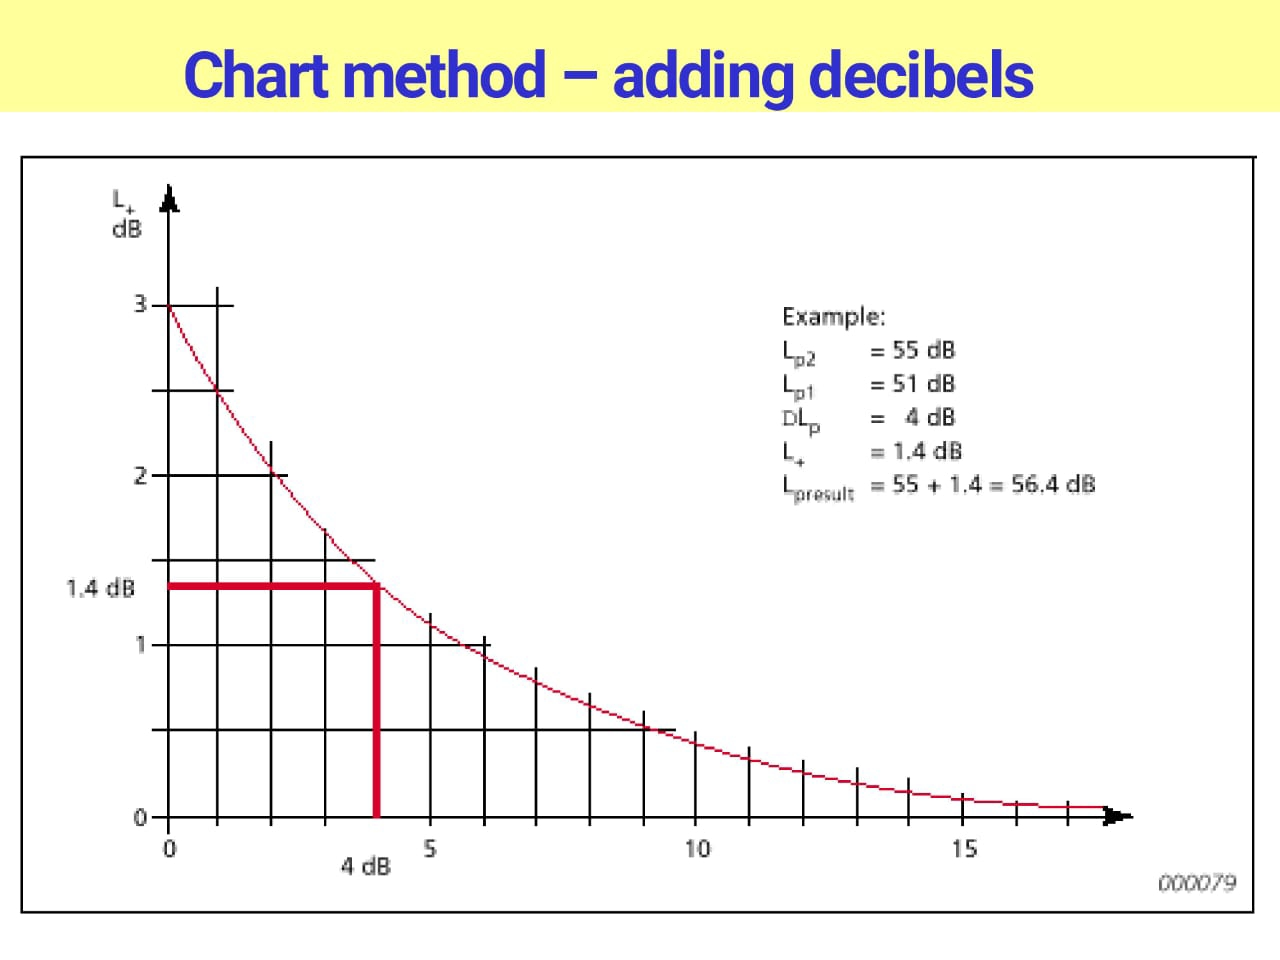 Chart method – adding decibels
L+
dB
3
2
1.4 dB
1
0
0
4 dB
5
10
15
Example:
Lp2 = 55 dB
Lp1 = 51 dB
DLp = 4 dB
L+ = 1.4 dB
Lpresult = 55 + 1.4 = 56.4 dB
000079